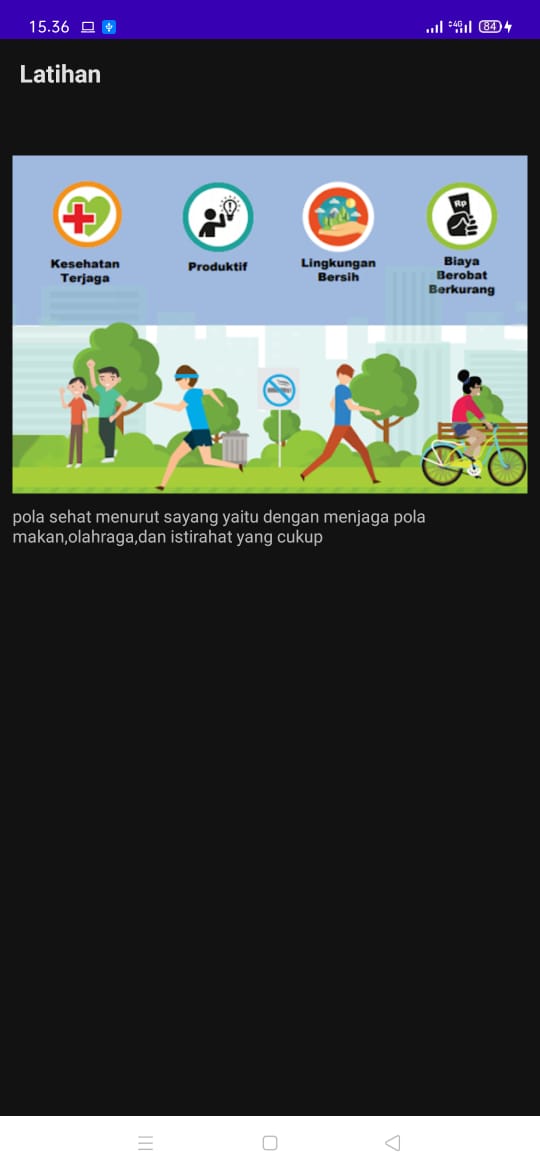 15.36
4G
84
Latihan
Rp
Kesehatan
Terjaga
Produktif
Lingkungan
Bersih
Biaya
Berobat
Berkurang
pola sehat menurut sayang yaitu dengan menjaga pola
makan,olahraga,dan istirahat yang cukup